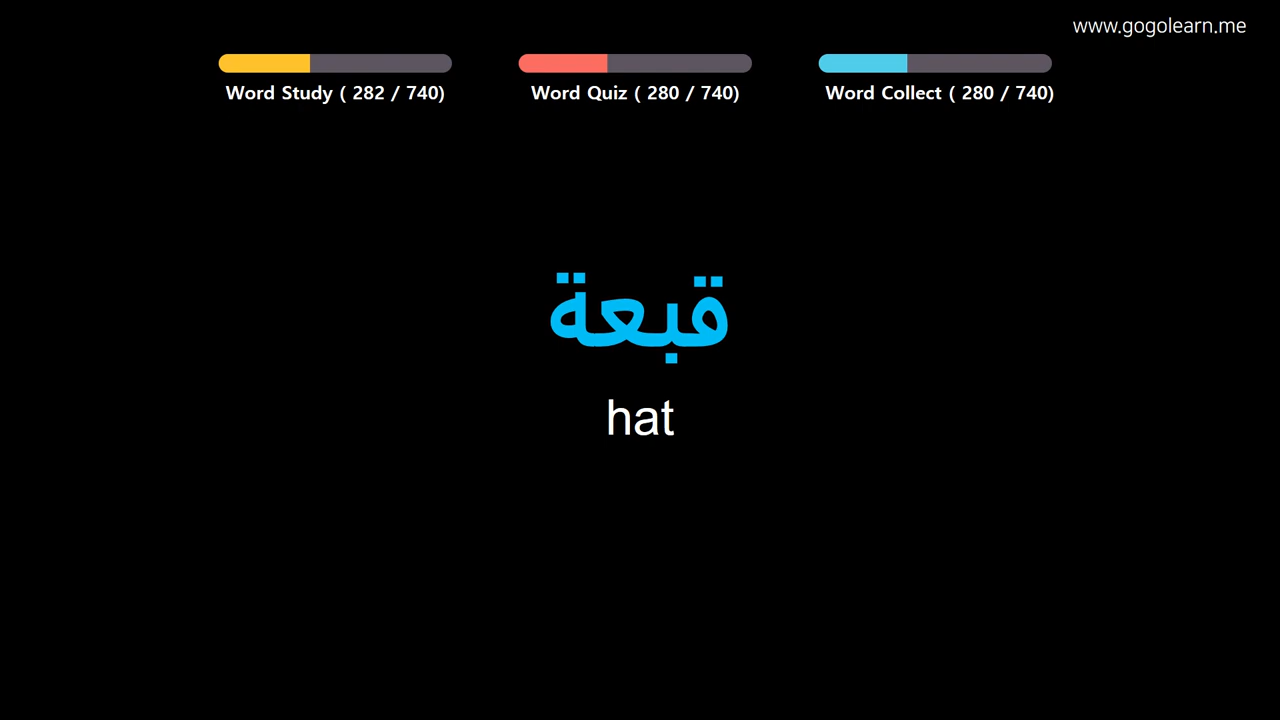 www.gogolearn.me
Word Study ( 282 / 740)
Word Quiz ( 280 / 740)
Word Collect ( 280 / 740)
قبعة
hat